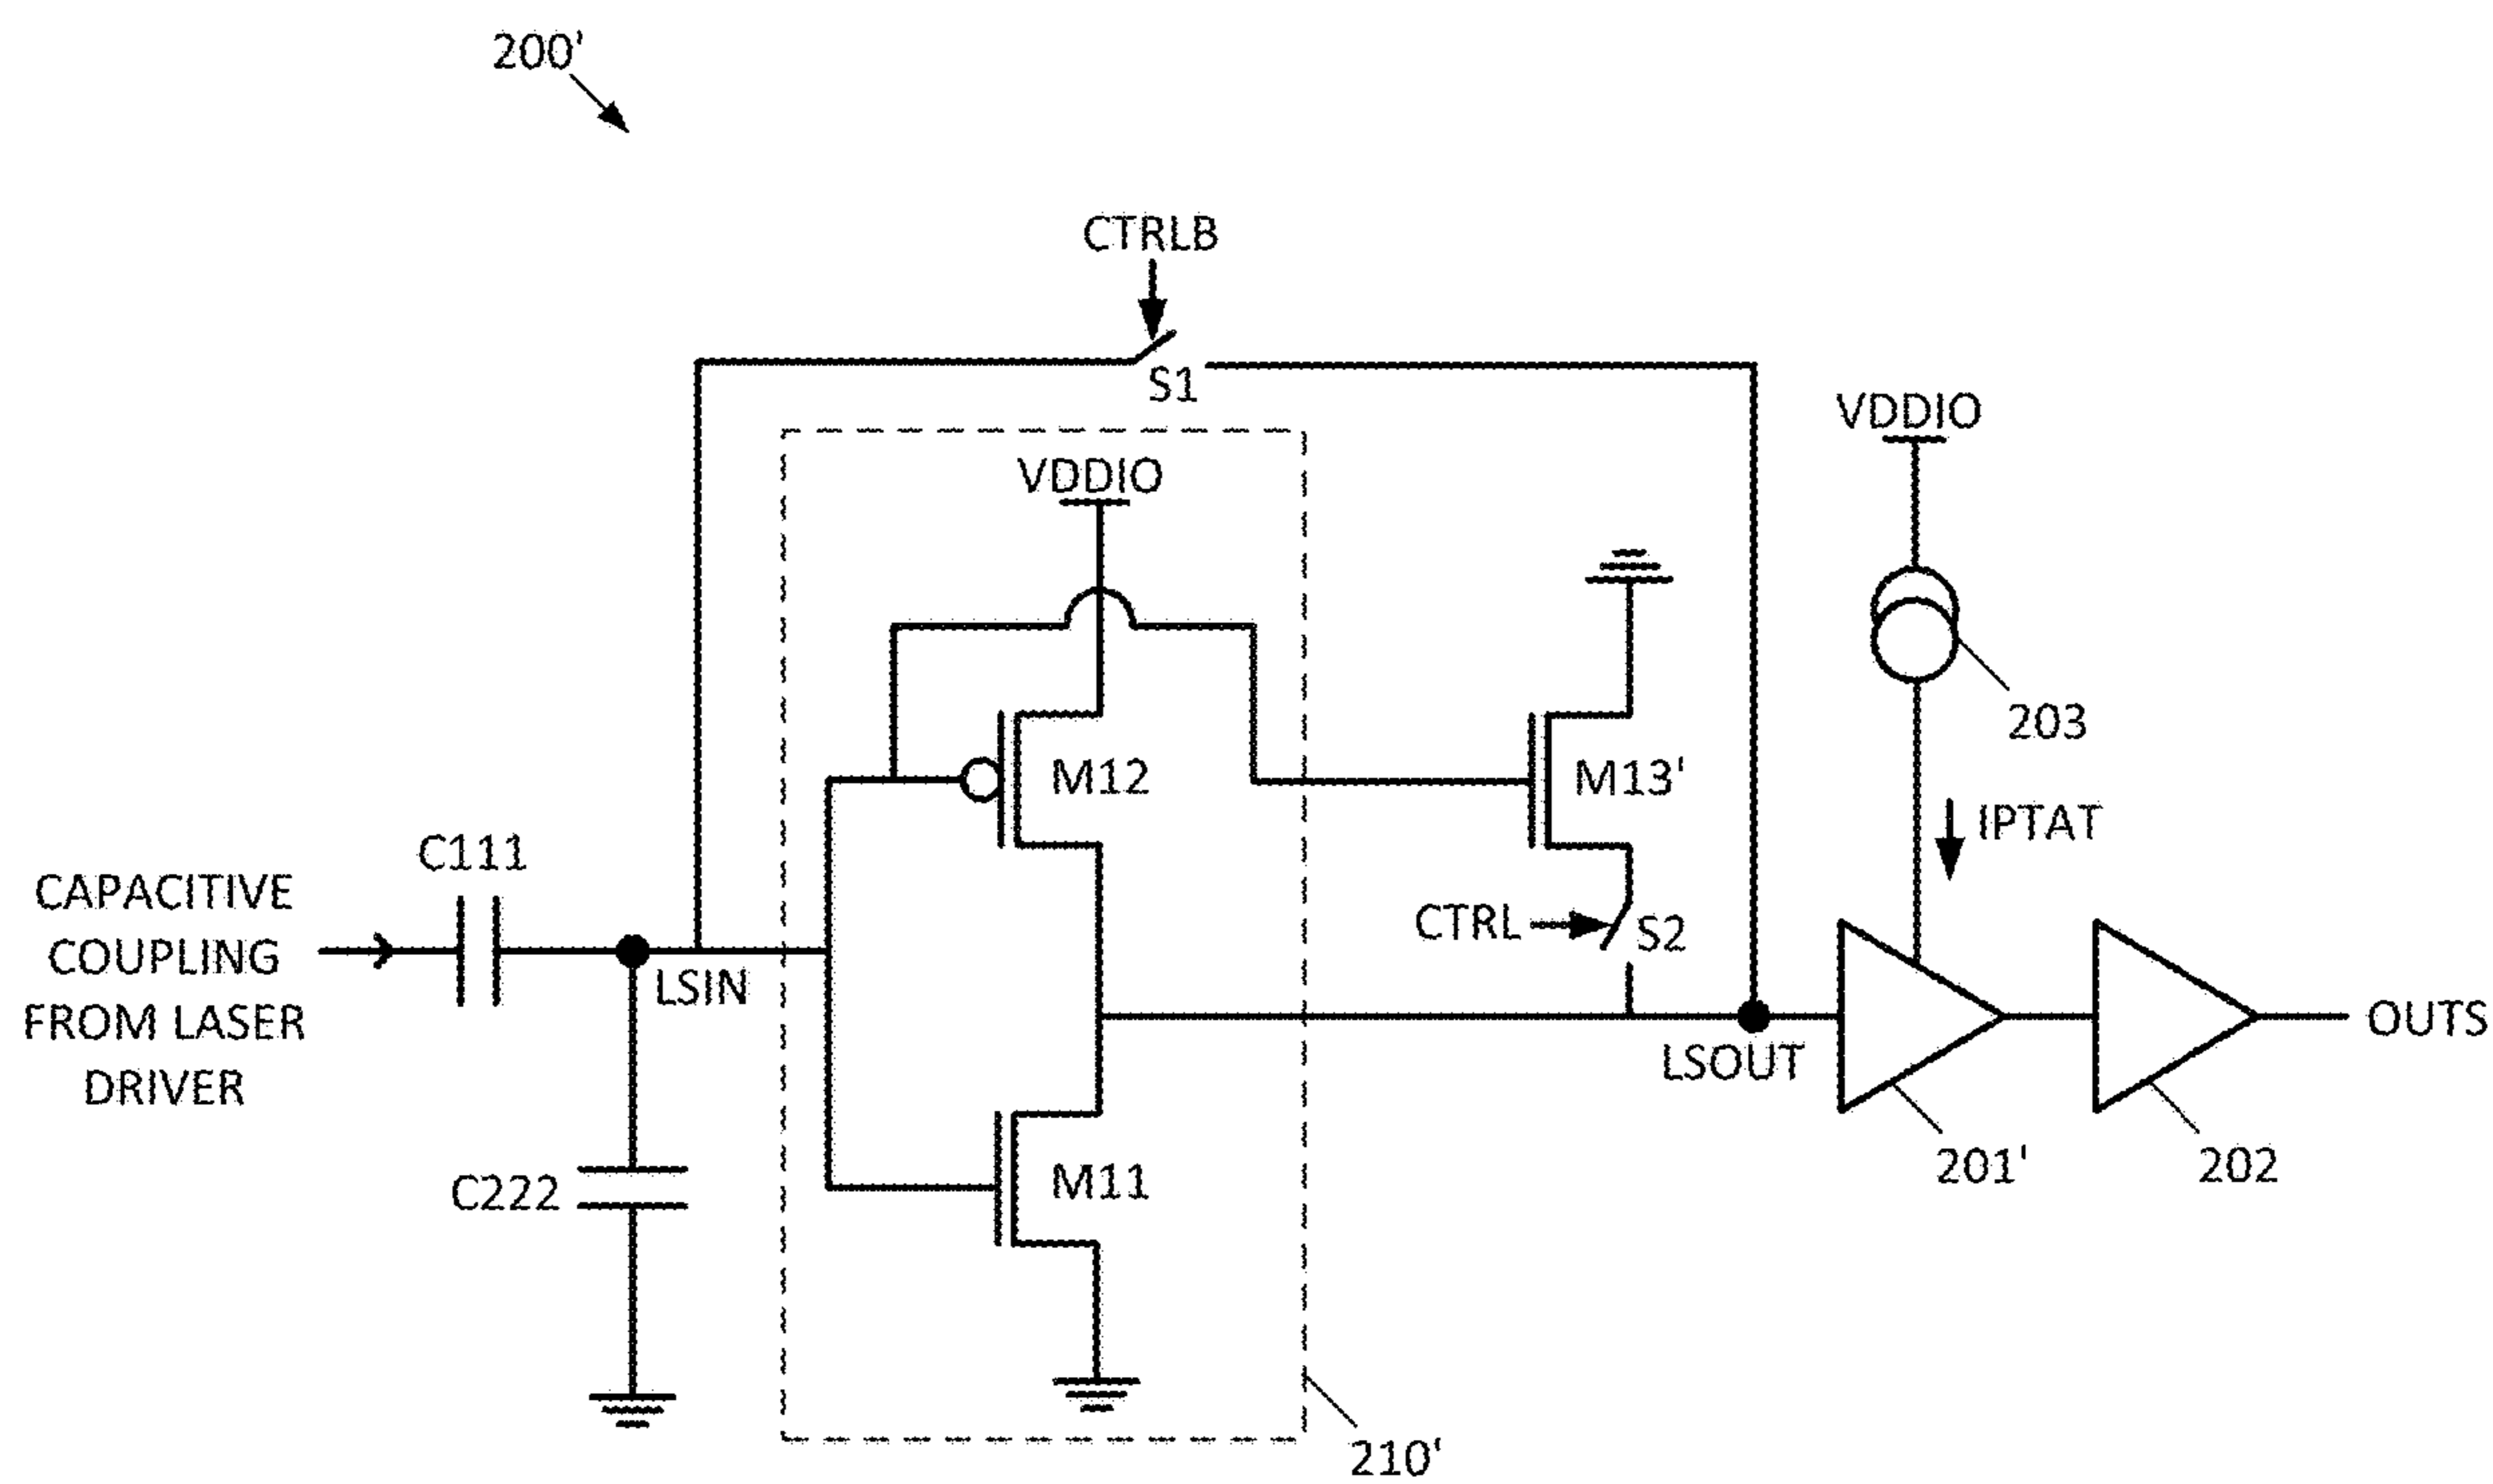 200'
CTRLB
S1
VDDIO
VDDIO
203
M12
M13'
IPTAT
C111
CAPACITIVE
COUPLING
FROM LASER
DRIVER
LSIN
CTRL
S2
LSOUT
OUTS
C222
M11
201'
202
210'